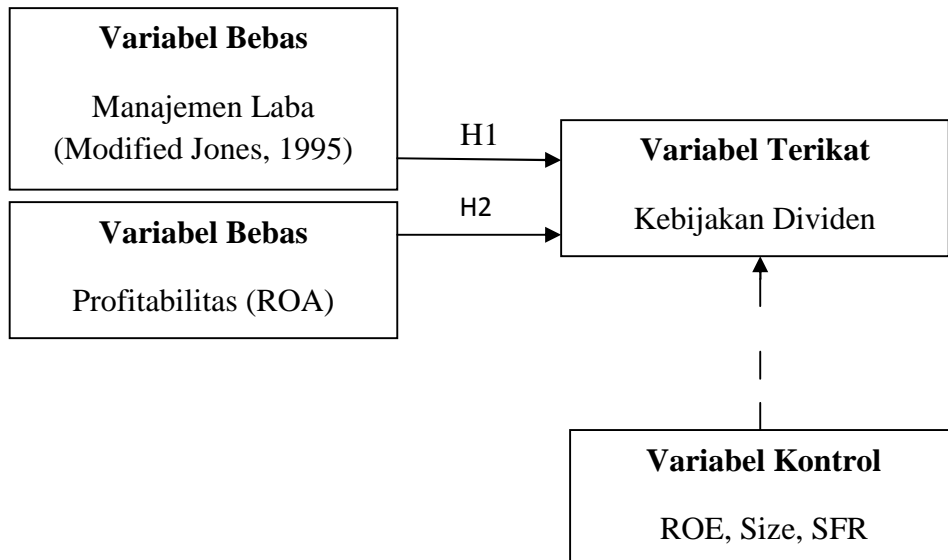 Variabel Bebas
Manajemen Laba
(Modified Jones, 1995)
H1
Variabel Terikat
Kebijakan Dividen
H2
Variabel Bebas
Profitabilitas (ROA)
Variabel Kontrol
ROE, Size, SFR